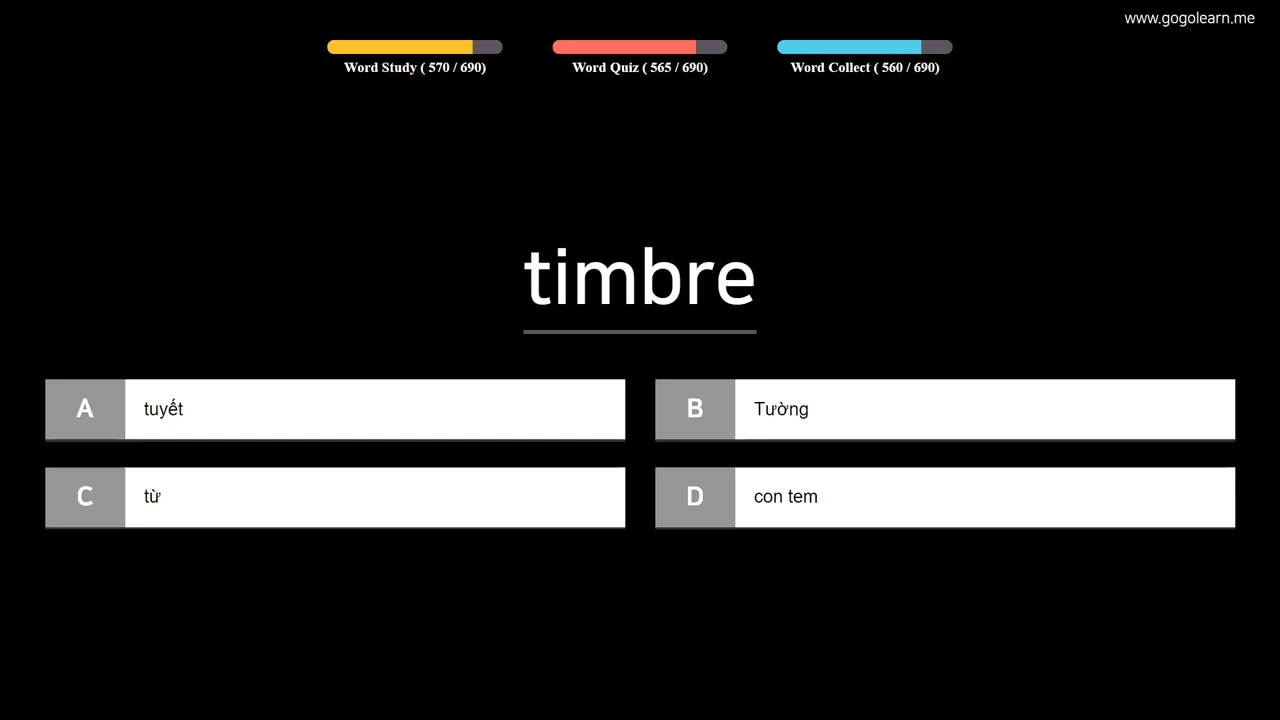 www.gogolearn.me
Word Study ( 570 / 690)
Word Quiz ( 565 / 690)
Word Collect ( 560 / 690)
timbre
A tuyết
B Tường
C từ
D con tem